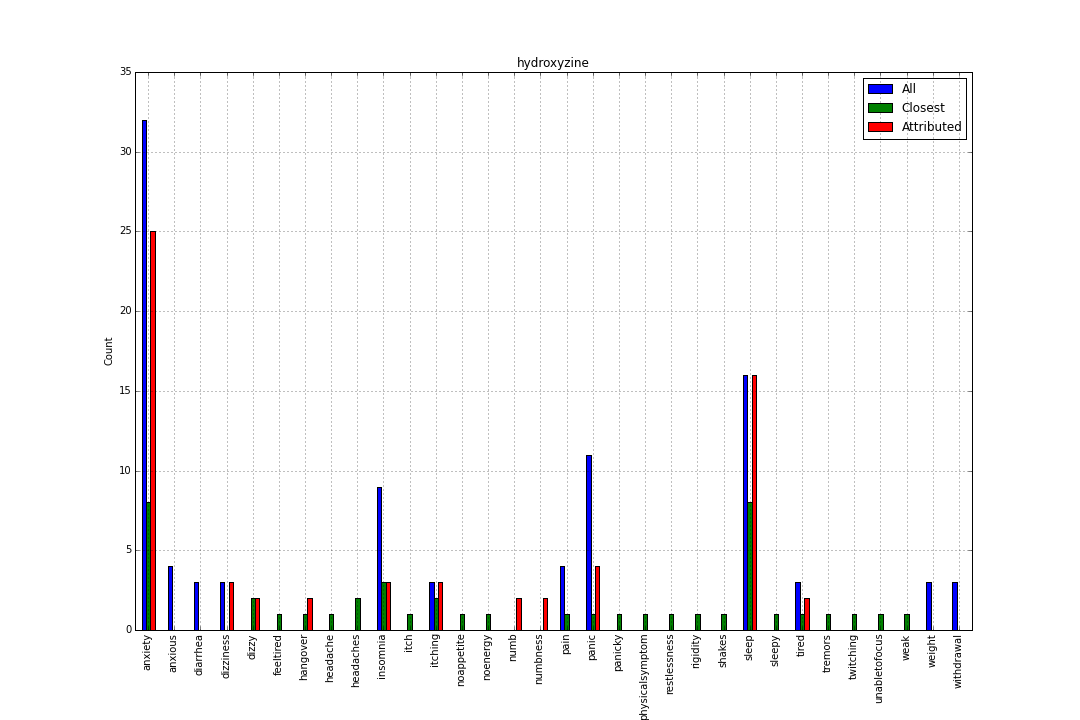 hydroxyzine
35
30
25
20
15
10
5
0
Count
All
Closest
Attributed
anxiety
anxious
diarrhea
dizziness
dizzy
feeltired
hangover
headache
headaches
insomnia
itch
itching
noappetite
noenergy
numb
numbness
pain
panic
panicky
physicalsymptom
restlessness
rigidity
shakes
sleep
sleepy
tired
tremors
twitching
unabletofocus
weak
weight
withdrawal